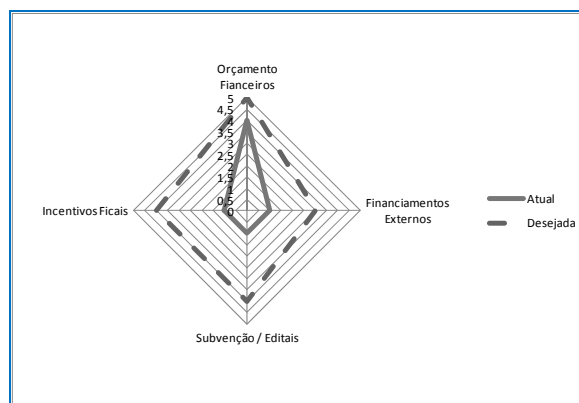 Orçamento
Fianceiros
5
4,5
4
3,5
3
2,5
2
1,5
1
0,5
0
Incentivos Ficais
Financiamentos
Externos
Subvenção / Editais
Atual
Desejada